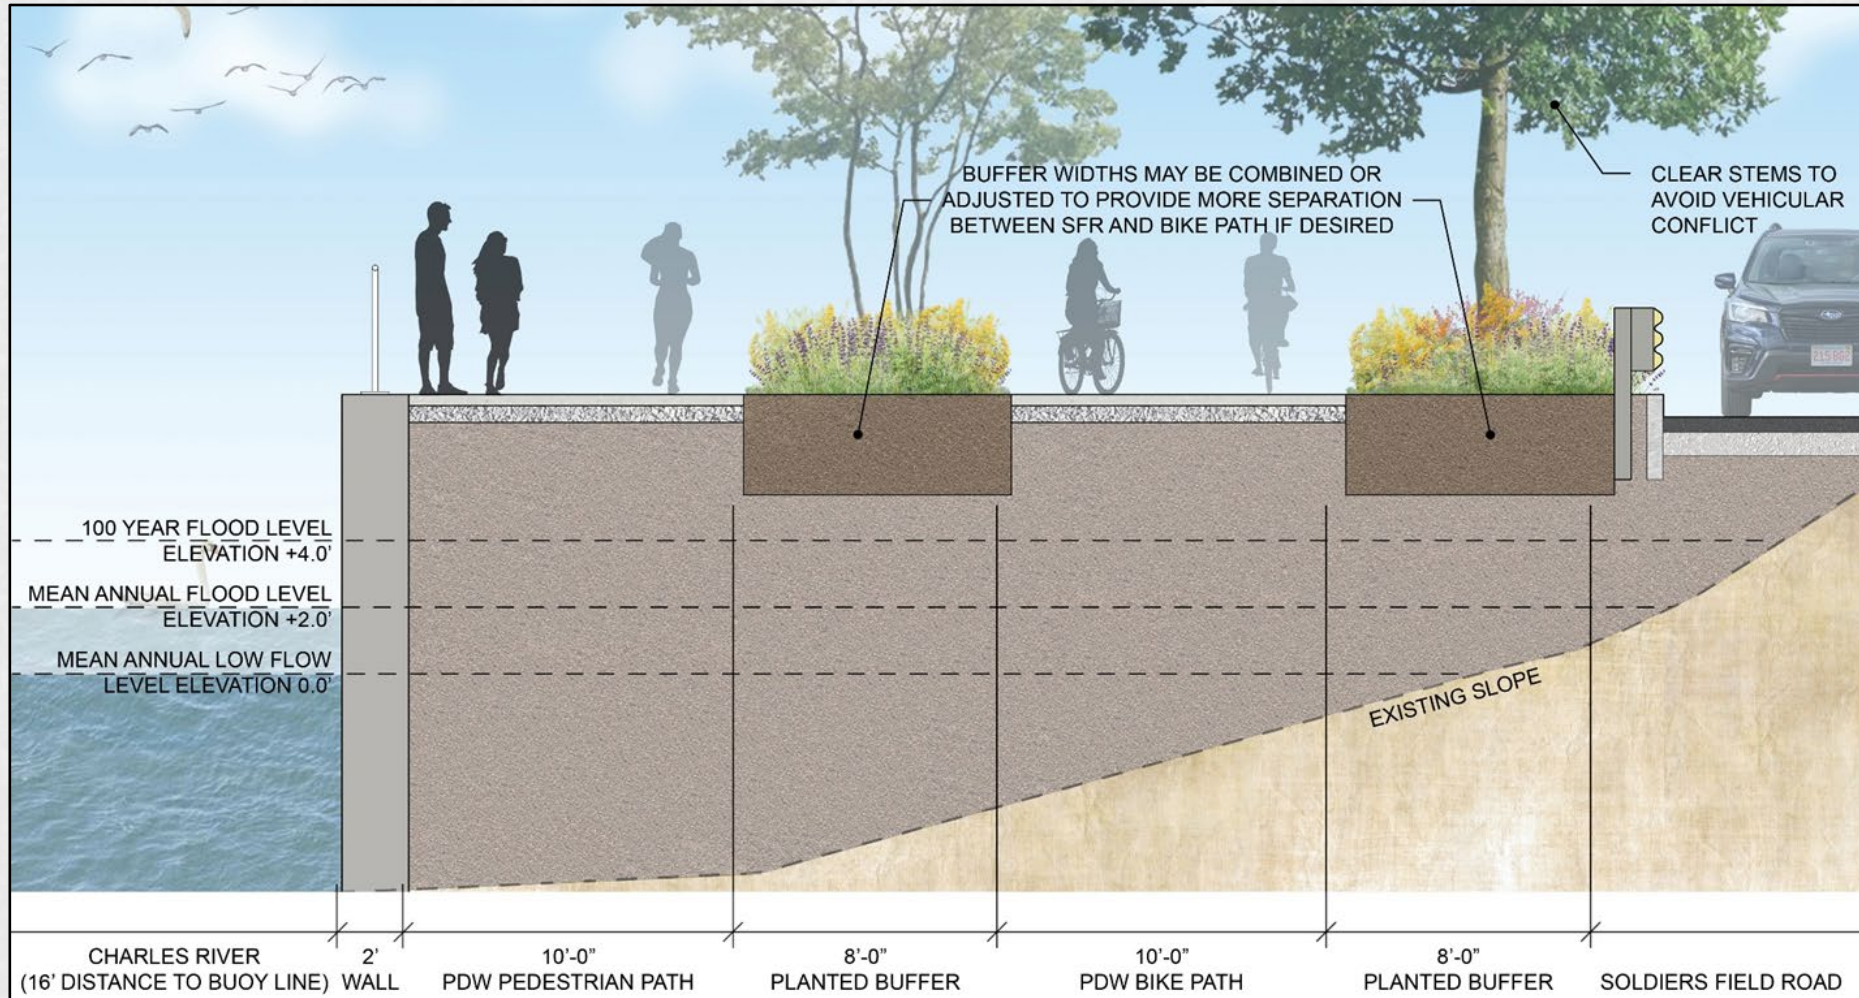 BUFFER WIDTHS MAY BE COMBINED OR
ADJUSTED TO PROVIDE MORE SEPARATION
BETWEEN SFR AND BIKE PATH IF DESIRED
CLEAR STEMS TO
AVOID VEHICULAR
CONFLICT
100 YEAR FLOOD LEVEL
ELEVATION +4.0'
MEAN ANNUAL FLOOD LEVEL
ELEVATION +2.0'
MEAN ANNUAL LOW FLOW
LEVEL ELEVATION 0.0'
EXISTING SLOPE
CHARLES RIVER
(16' DISTANCE TO BUOY LINE)
2'
WALL
10'-0"
PDW PEDESTRIAN PATH
8'-0"
PLANTED BUFFER
10'-0"
PDW BIKE PATH
8'-0"
PLANTED BUFFER
SOLDIERS FIELD ROAD